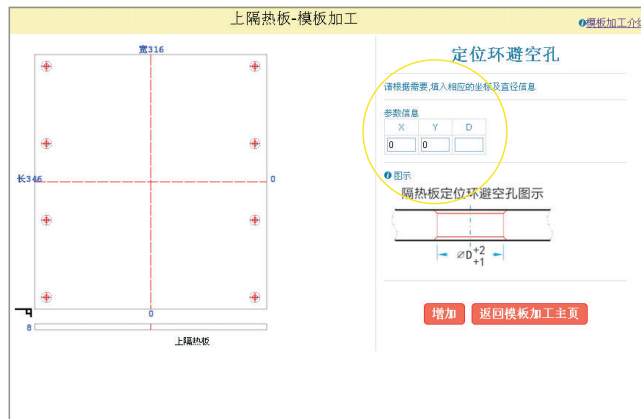 上隔热板-模板加工
模板加工介绍
宽316
长346
0
0
8
上隔热板
定位环避空孔
请根据需要,填入相应的坐标及直径信息
参数信息
X Y D
0 0
图示
隔热板定位环避空孔图示
⌀D+2
+1
增加 返回模板加工主页